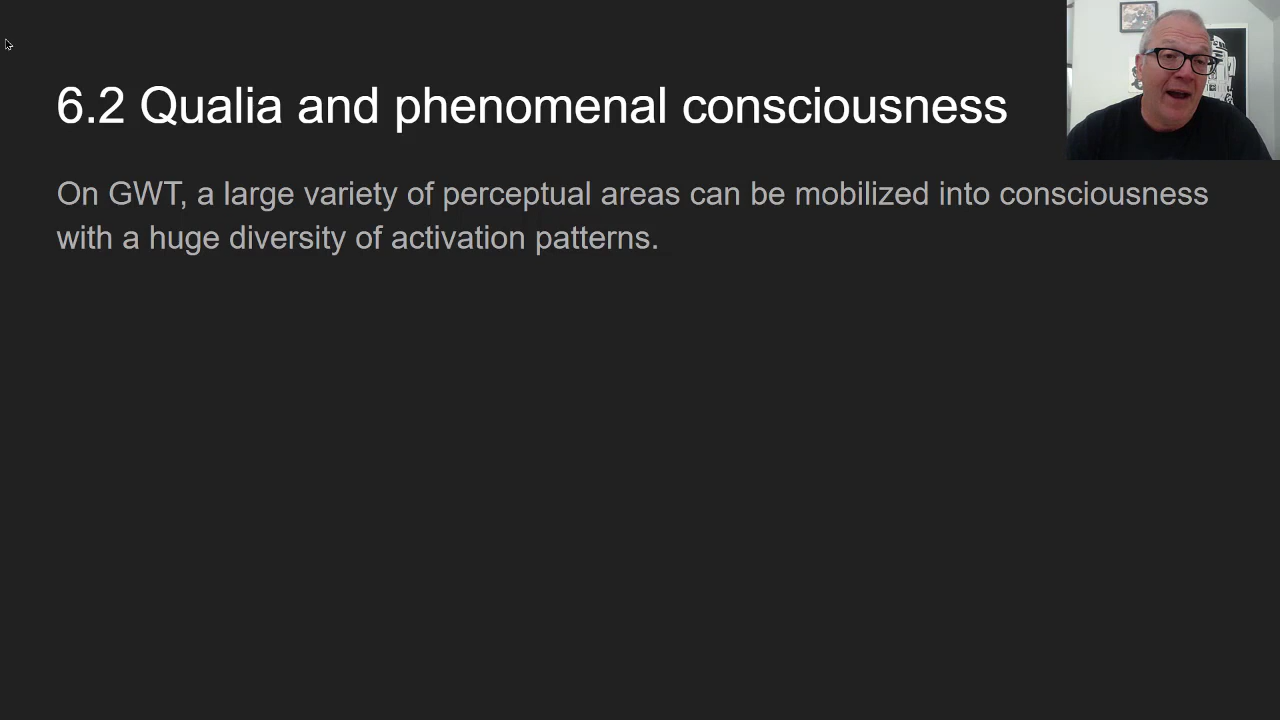 6.2 Qualia and phenomenal consciousness
On GWT, a large variety of perceptual areas can be mobilized into consciousness
with a huge diversity of activation patterns.